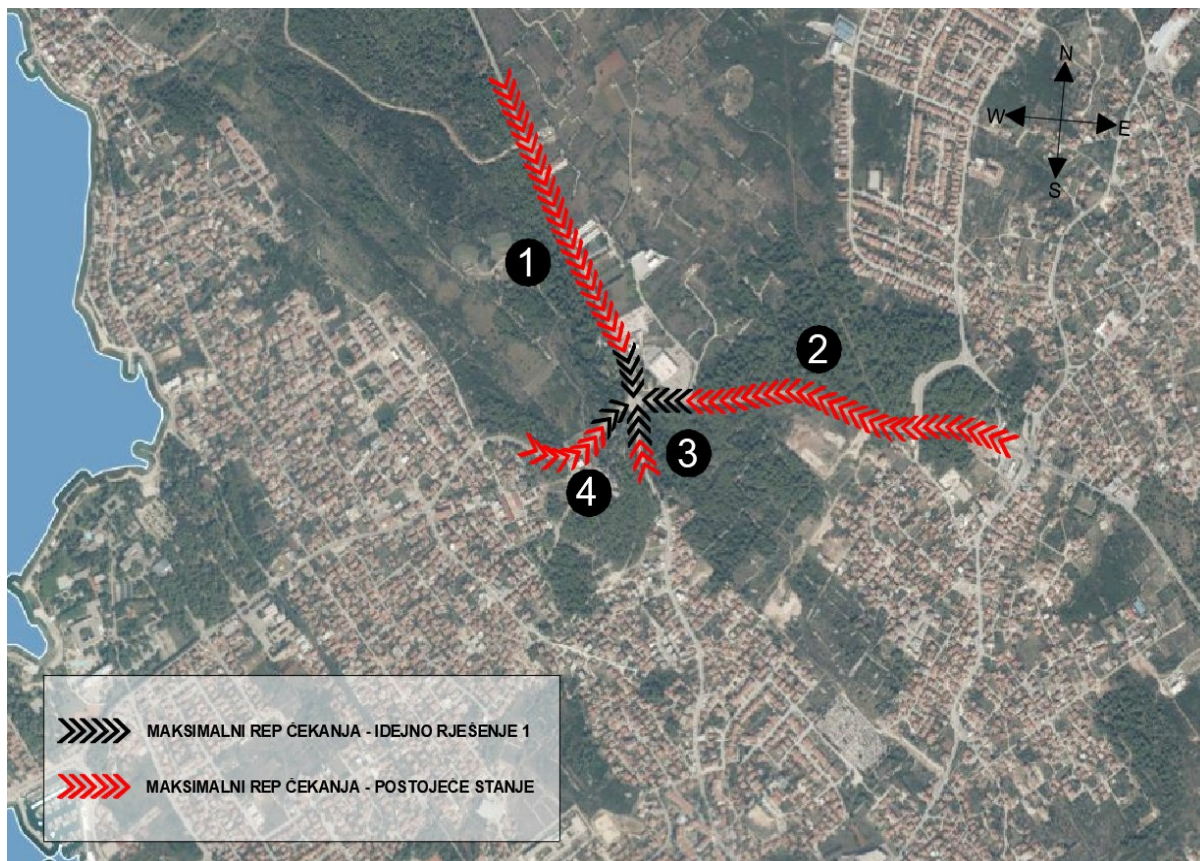 N
W
E
S
1
2
3
4
MAKSIMALNI REP ČEKANJA - IDEJNO RJEŠENJE 1
MAKSIMALNI REP ČEKANJA - POSTOJEĆE STANJE